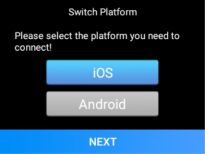 Switch Platform
Please select the platform you need to
connect!
iOS
Android
NEXT